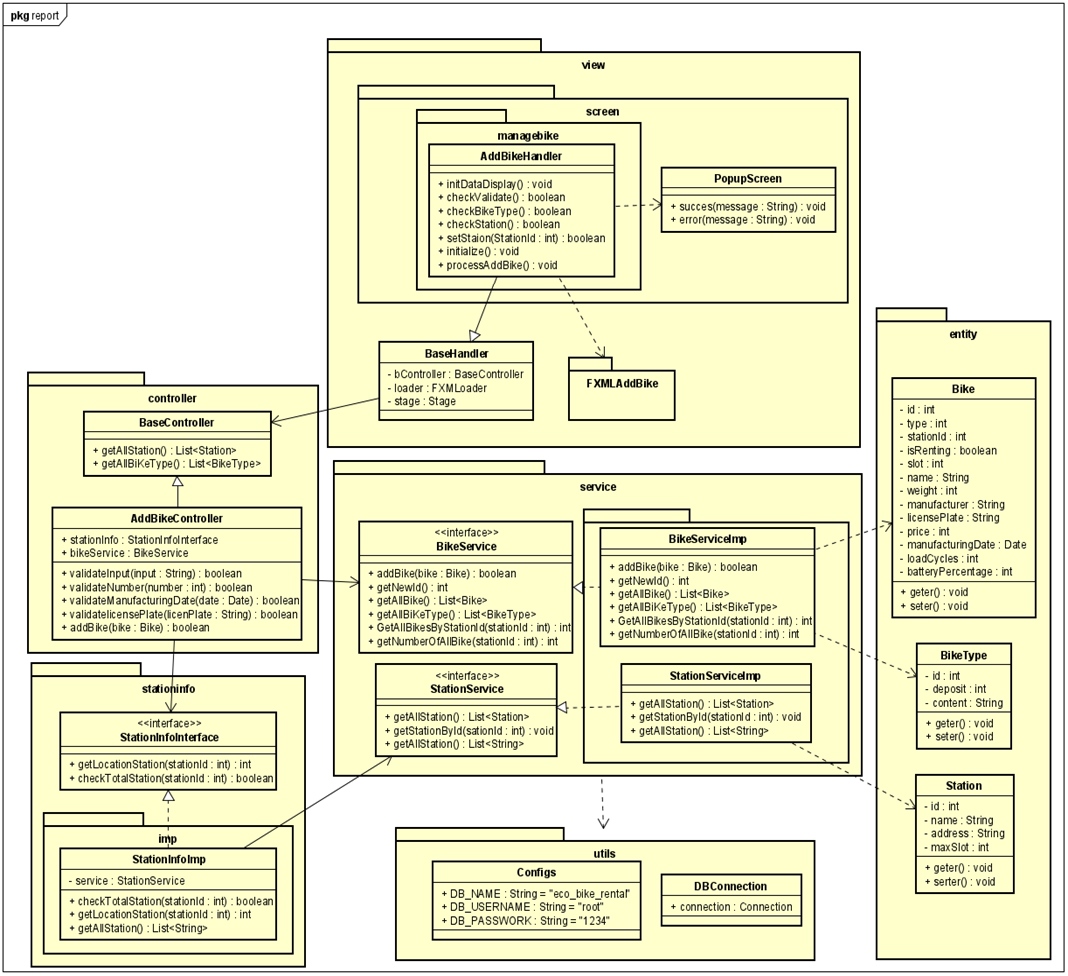 pkg report
view
screen
managebike
AddBikeHandler
+ initDataDisplay() : void
+ checkValidate() : boolean
+ checkBikeType() : boolean
+ checkStation() : boolean
+ setStaion(StationId : int) : boolean
+ initialize() : void
+ processAddBike() : void
PopupScreen
+ succes(message : String) : void
+ error(message : String) : void
BaseHandler
- bController : BaseController
- loader : FXMLoader
- stage : Stage
FXMLAddBike
controller
BaseController
+ getAllStation() : List<Station>
+ getAllBiKeType() : List<BikeType>
AddBikeController
+ stationInfo : StationInfoInterface
+ bikeService : BikeService
+ validateInput(input : String) : boolean
+ validateNumber(number : int) : boolean
+ validateManufacturingDate(date : Date) : boolean
+ validatelicensePlate(licenPlate : String) : boolean
+ addBike(bike : Bike) : boolean
service
<<interface>>
BikeService
+ addBike(bike : Bike) : boolean
+ getNewId() : int
+ getAllBike() : List<Bike>
+ getAllBiKeType() : List<BikeType>
+ GetAllBikesByStationId(stationId : int) : int
+ getNumberOfAllBike(stationId : int) : int
BikeServiceImp
+ addBike(bike : Bike) : boolean
+ getNewId() : int
+ getAllBike() : List<Bike>
+ getAllBiKeType() : List<BikeType>
+ GetAllBikesByStationId(stationId : int) : int
+ getNumberOfAllBike(stationId : int) : int
<<interface>>
StationService
+ getAllStation() : List<Station>
+ getStationById(sationId : int) : void
+ getAllStation() : List<String>
StationServiceImp
+ getAllStation() : List<Station>
+ getStationById(stationId : int) : void
+ getAllStation() : List<String>
entity
Bike
- id : int
- type : int
- stationId : int
- isRenting : boolean
- slot : int
- name : String
- weight : int
- manufacturer : String
- licensePlate : String
- price : int
- manufacturingDate : Date
- loadCycles : int
- batteryPercentage : int
+ geter() : void
+ seter() : void
BikeType
- id : int
- deposit : int
- content : String
+ geter() : void
+ seter() : void
Station
- id : int
- name : String
- address : String
- maxSlot : int
+ geter() : void
+ serter() : void
stationinfo
<<interface>>
StationInfoInterface
+ getLocationStation(stationId : int) : int
+ checkTotalStation(stationId : int) : boolean
imp
StationInfoImp
- service : StationService
+ checkTotalStation(stationId : int) : boolean
+ getLocationStation(stationId : int) : int
+ getAllStation() : List<String>
utils
Configs
+ DB_NAME : String = "eco_bike_rental"
+ DB_USERNAME : String = "root"
+ DB_PASSWORK : String = "1234"
DBConnection
+ connection : Connection